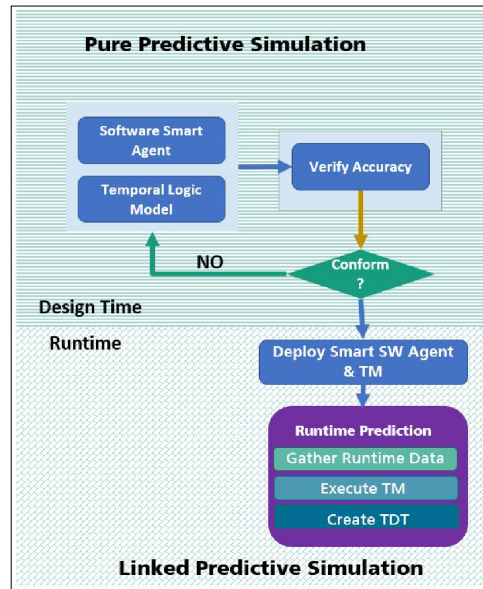 Pure Predictive Simulation
Software Smart
Agent
Temporal Logic
Model
Verify Accuracy
Conform
?
NO
Design Time
Runtime
Deploy Smart SW Agent
& TM
Runtime Prediction
Gather Runtime Data
Execute TM
Create TDT
Linked Predictive Simulation